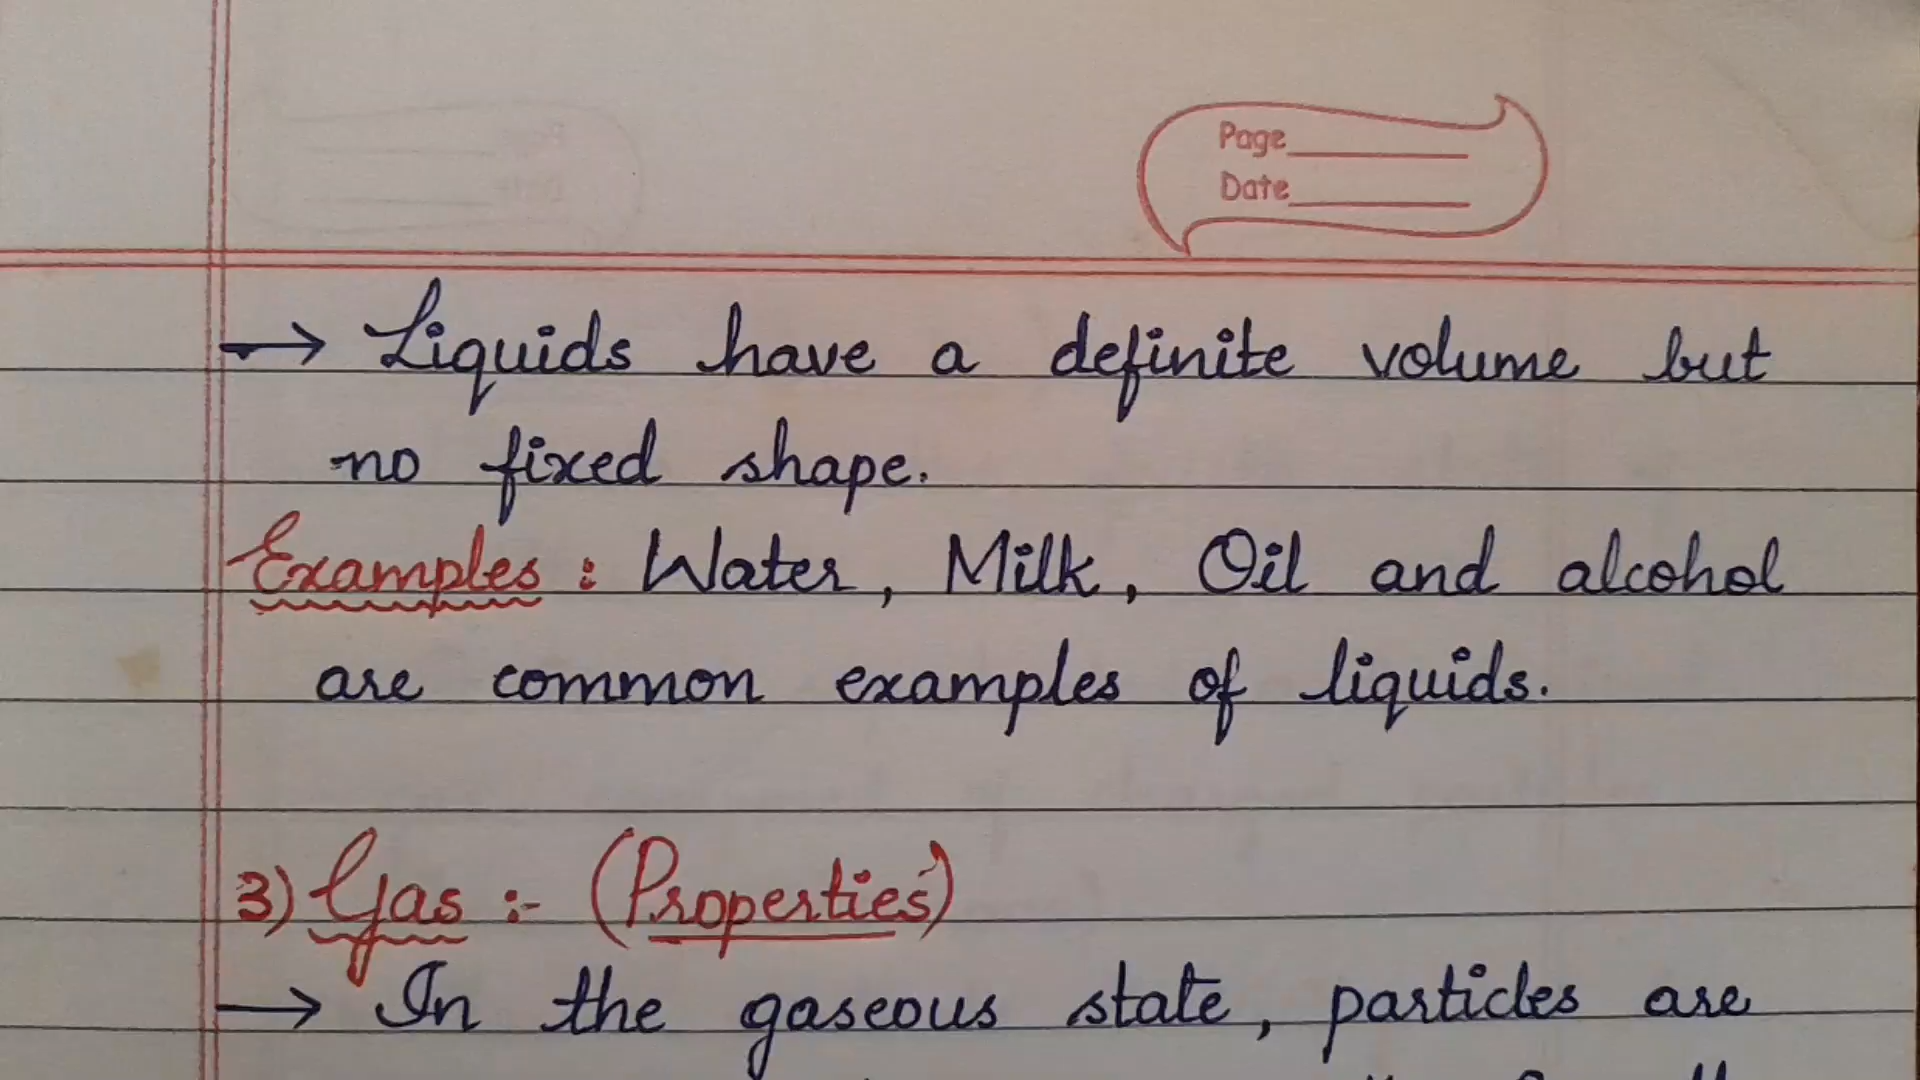 Page
Date
→ Liquids have a definite volume but
no fixed shape.
Examples : Water, Milk, Oil and alcohol
are common examples of liquids.
3) Gas :- (Properties)
→ In the gaseous state, particles are